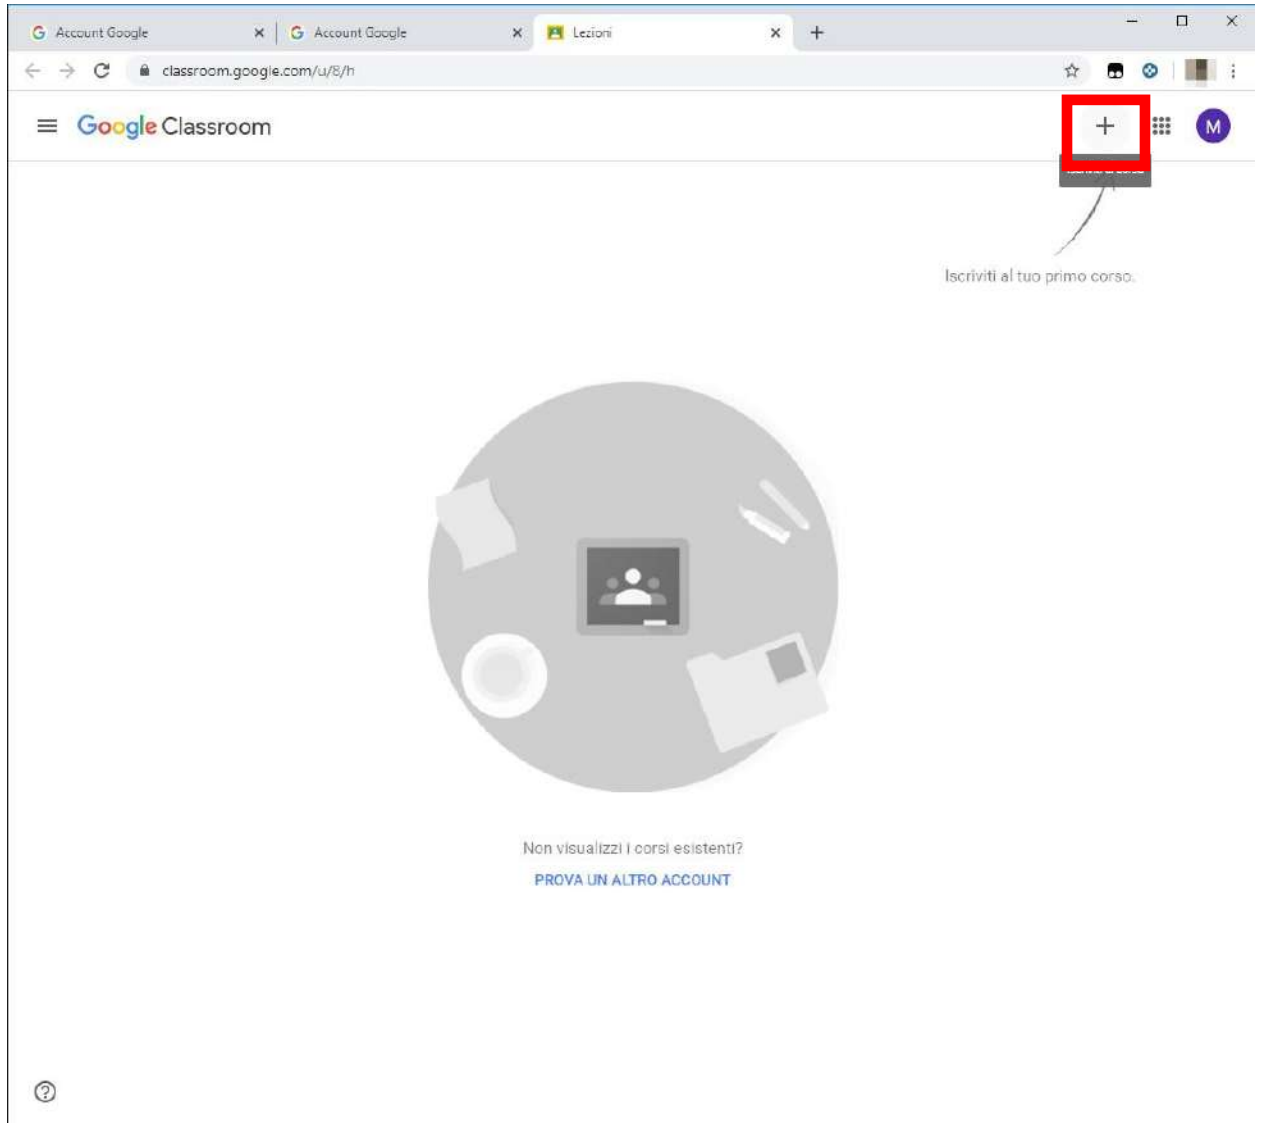 Account Google
Account Google
Lezioni
classroom.google.com/u/8/h
Google Classroom
M
Iscriviti al tuo primo corso.
Non visualizzi i corsi esistenti?
PROVA UN ALTRO ACCOUNT